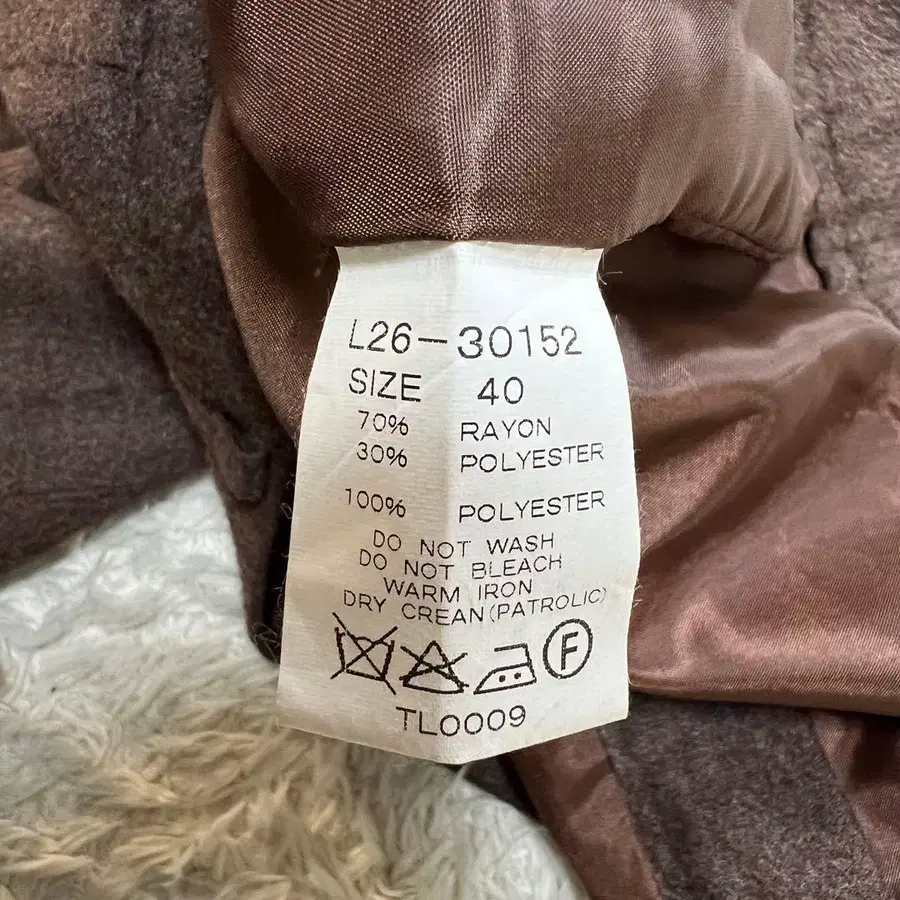 L26-30152
SIZE 40
70% RAYON
30% POLYESTER
100% POLYESTER
DO NOT WASH
DO NOT BLEACH
WARM IRON
DRY CREAN(PATROLIC)
F
TL0009